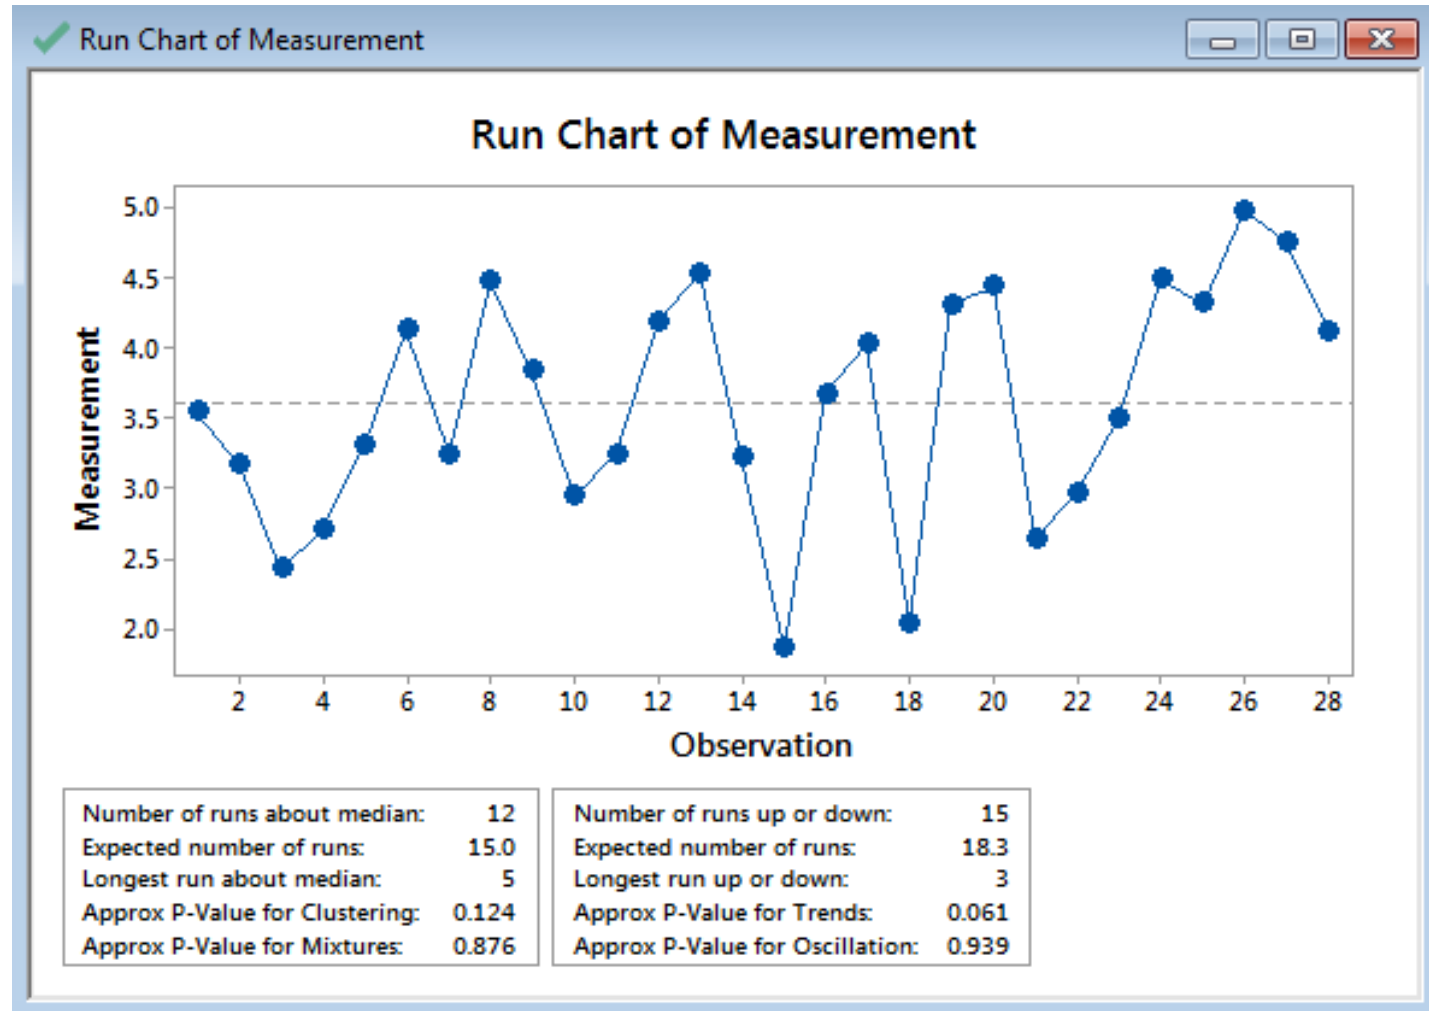 Run Chart of Measurement
Run Chart of Measurement
Measurement
5.0
4.5
4.0
3.5
3.0
2.5
2.0
2 4 6 8 10 12 14 16 18 20 22 24 26 28
Observation
Number of runs about median: 12
Expected number of runs: 15.0
Longest run about median: 5
Approx P-Value for Clustering: 0.124
Approx P-Value for Mixtures: 0.876
Number of runs up or down: 15
Expected number of runs: 18.3
Longest run up or down: 3
Approx P-Value for Trends: 0.061
Approx P-Value for Oscillation: 0.939